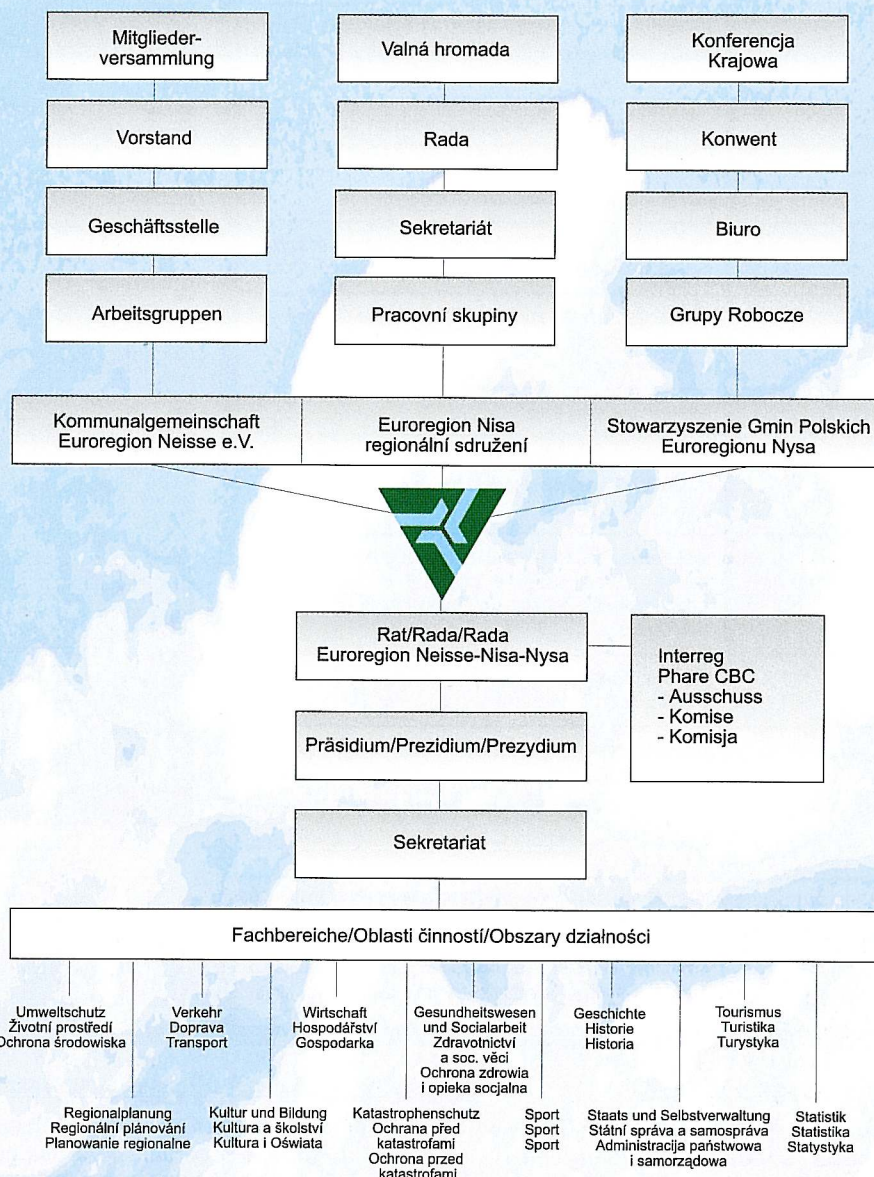 Mitglieder-
versammlung
Valná hromada
Konferencja
Krajowa
Vorstand
Rada
Konwent
Geschäftsstelle
Sekretariát
Biuro
Arbeitsgruppen
Pracovní skupiny
Grupy Robocze
Kommunalgemeinschaft
Euroregion Neisse e.V.
Euroregion Nisa
regionální sdružení
Stowarzyszenie Gmin Polskich
Euroregionu Nysa
Rat/Rada/Rada
Euroregion Neisse-Nisa-Nysa
Interreg
Phare CBC
- Ausschuss
- Komise
- Komisja
Präsidium/Prezidium/Prezydium
Sekretariat
Fachbereiche/Oblasti činností/Obszary działności
Umweltschutz
Životní prostředí
Ochrona środowiska
Verkehr
Doprava
Transport
Wirtschaft
Hospodářství
Gospodarka
Gesundheitswesen
und Socialarbeit
Zdravotnictví
a soc. věci
Ochrona zdrowia
i opieka socjalna
Geschichte
Historie
Historia
Tourismus
Turistika
Turystyka
Regionalplanung
Regionální plánování
Planowanie regionalne
Kultur und Bildung
Kultura a školství
Kultura i Oświata
Katastrophenschutz
Ochrana před
katastrofami
Ochrona przed
katastrofami
Sport
Sport
Sport
Staats und Selbstverwaltung
Státní správa a samospráva
Administracija państwowa
i samorządowa
Statistik
Statistika
Statystyka